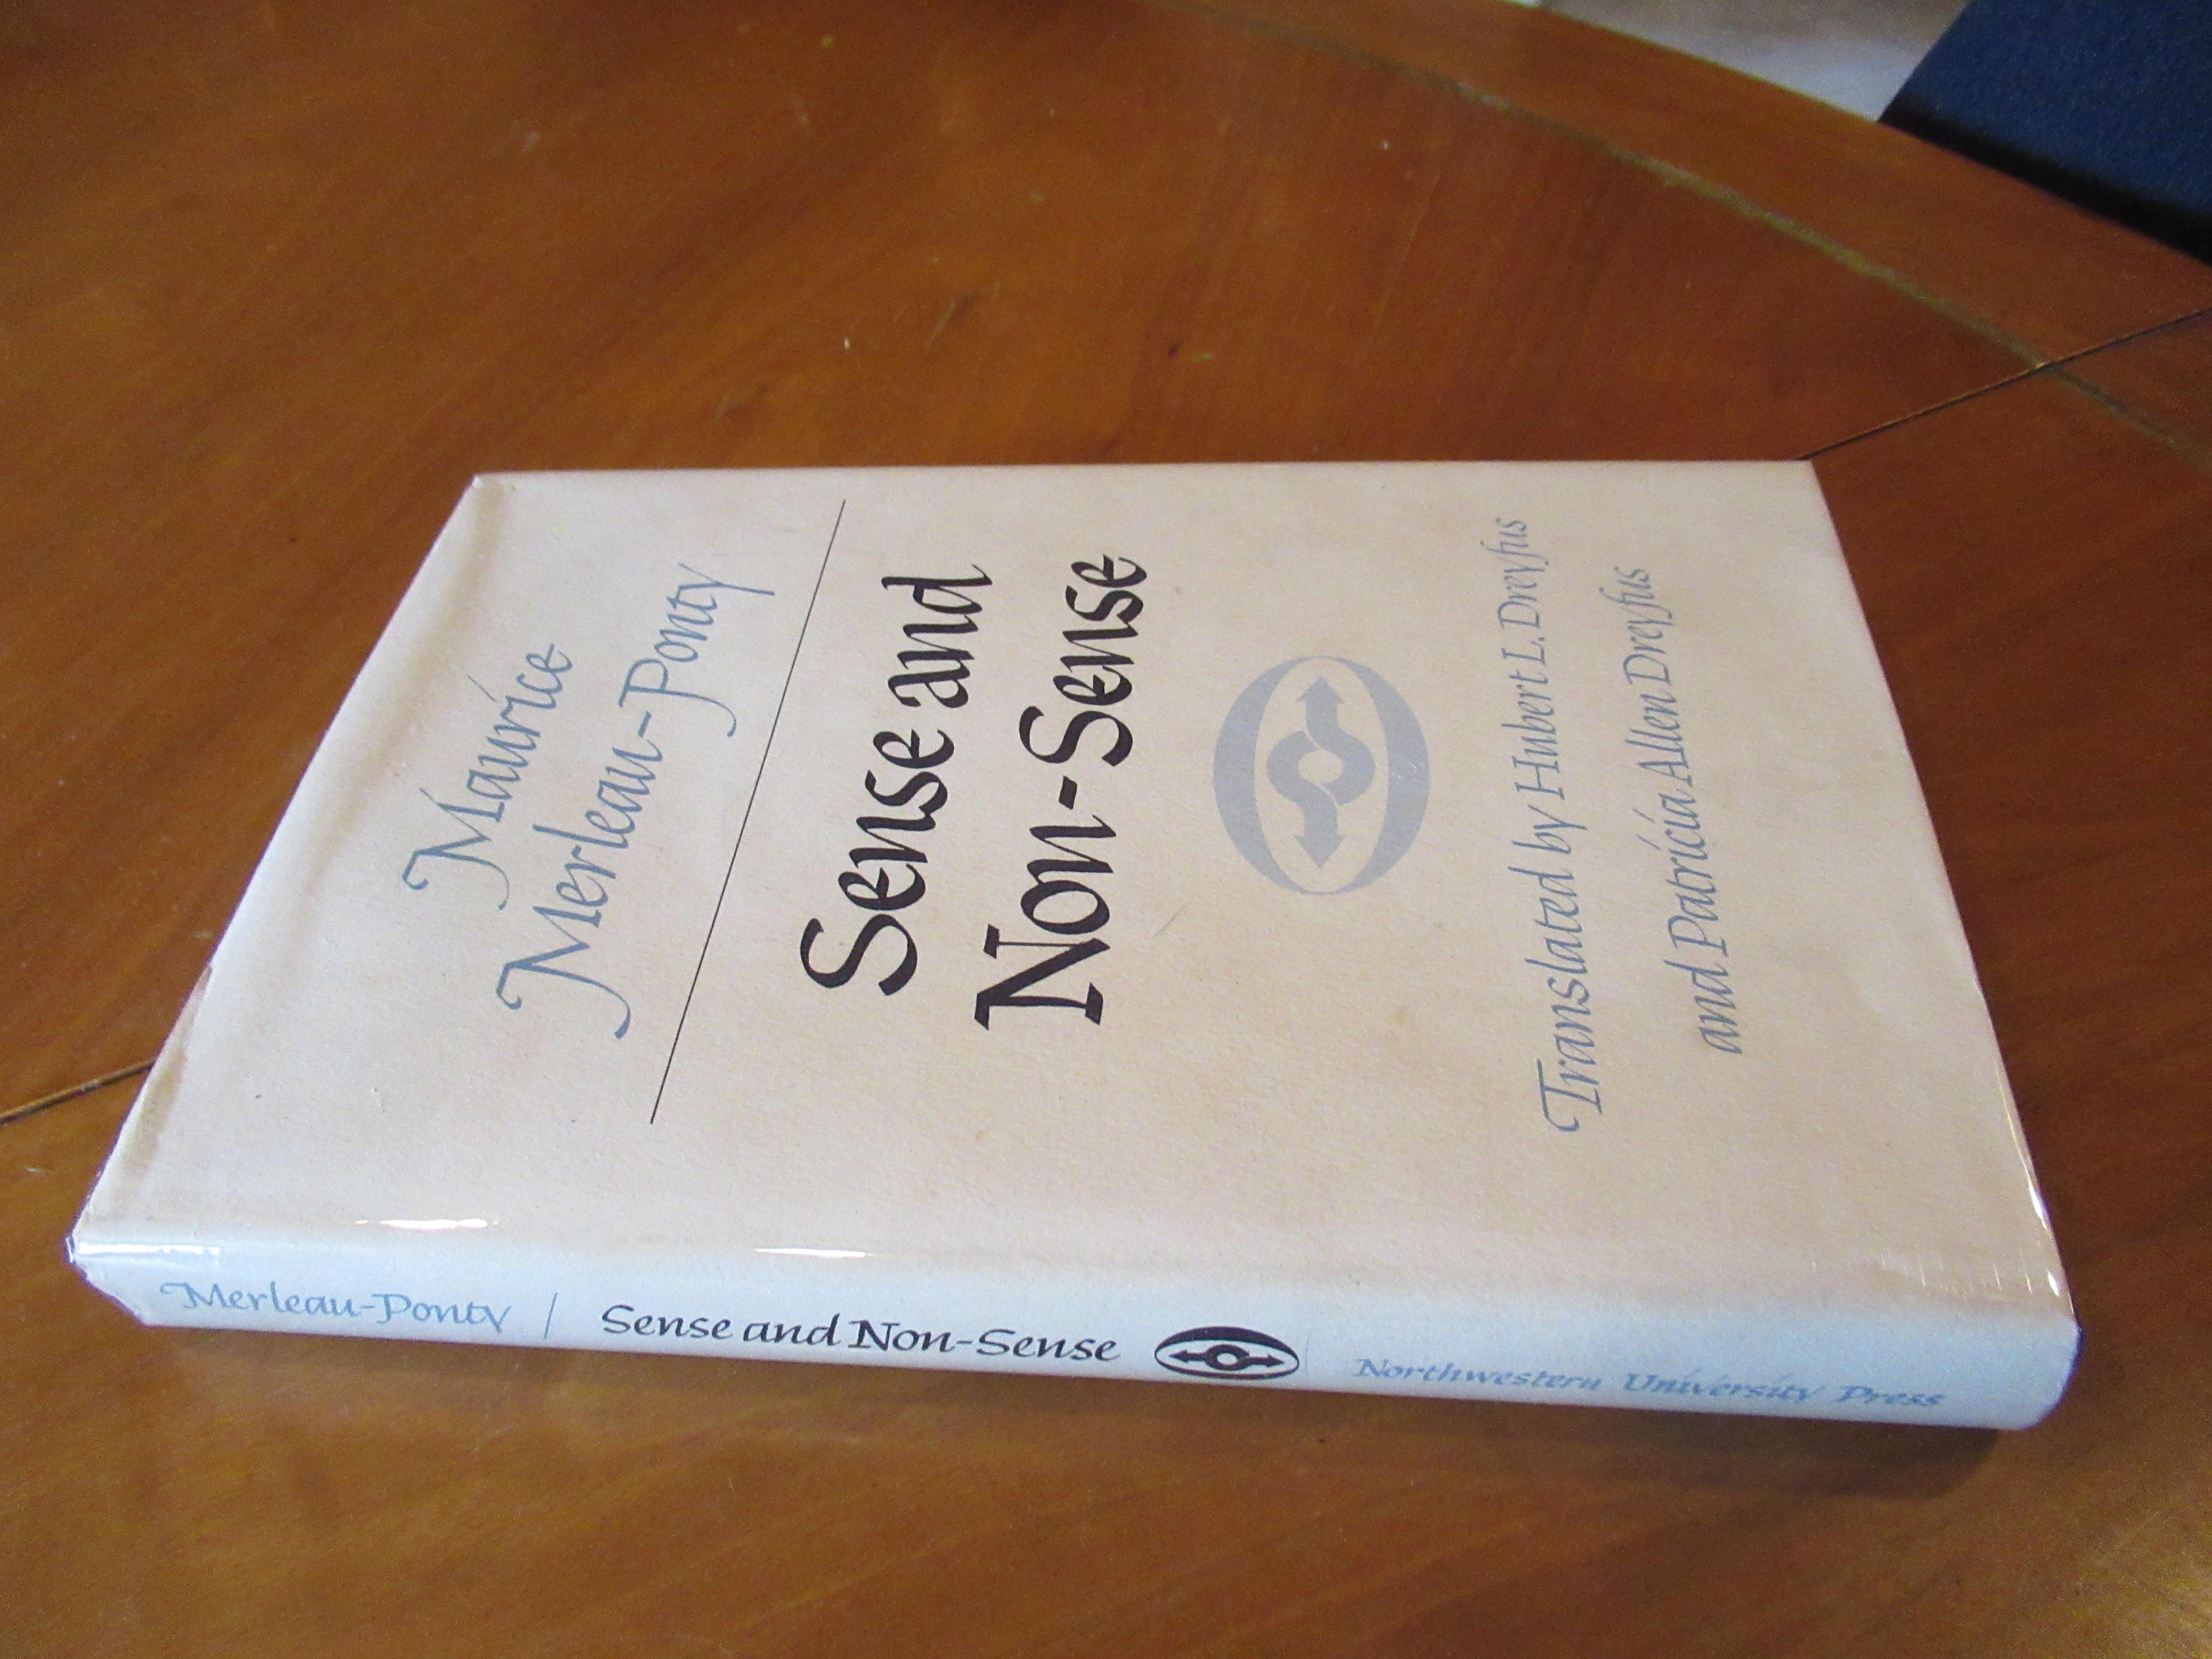 Maurice
Merleau-Ponty
Sense and
Non-Sense
Translated by Hubert L. Dreyfus
and Patricia Allen Dreyfus
Merleau-Ponty / Sense and Non-Sense Northwestern University Press